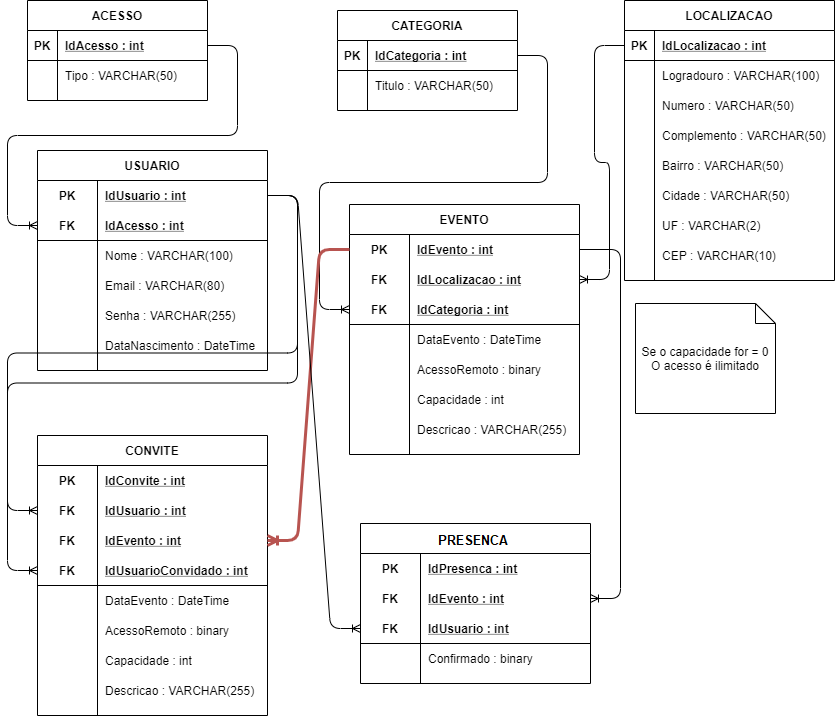 ACESSO
PK IdAcesso : int
Tipo : VARCHAR(50)
CATEGORIA
PK IdCategoria : int
Titulo : VARCHAR(50)
LOCALIZACAO
PK IdLocalizacao : int
Logradouro : VARCHAR(100)
Numero : VARCHAR(50)
Complemento : VARCHAR(50)
Bairro : VARCHAR(50)
Cidade : VARCHAR(50)
UF : VARCHAR(2)
CEP : VARCHAR(10)
USUARIO
PK IdUsuario : int
FK IdAcesso : int
Nome : VARCHAR(100)
Email : VARCHAR(80)
Senha : VARCHAR(255)
DataNascimento : DateTime
EVENTO
PK IdEvento : int
FK IdLocalizacao : int
FK IdCategoria : int
DataEvento : DateTime
AcessoRemoto : binary
Capacidade : int
Descricao : VARCHAR(255)
Se o capacidade for = 0
O acesso é ilimitado
CONVITE
PK IdConvite : int
FK IdUsuario : int
FK IdEvento : int
FK IdUsuarioConvidado : int
DataEvento : DateTime
AcessoRemoto : binary
Capacidade : int
Descricao : VARCHAR(255)
PRESENCA
PK IdPresenca : int
FK IdEvento : int
FK IdUsuario : int
Confirmado : binary